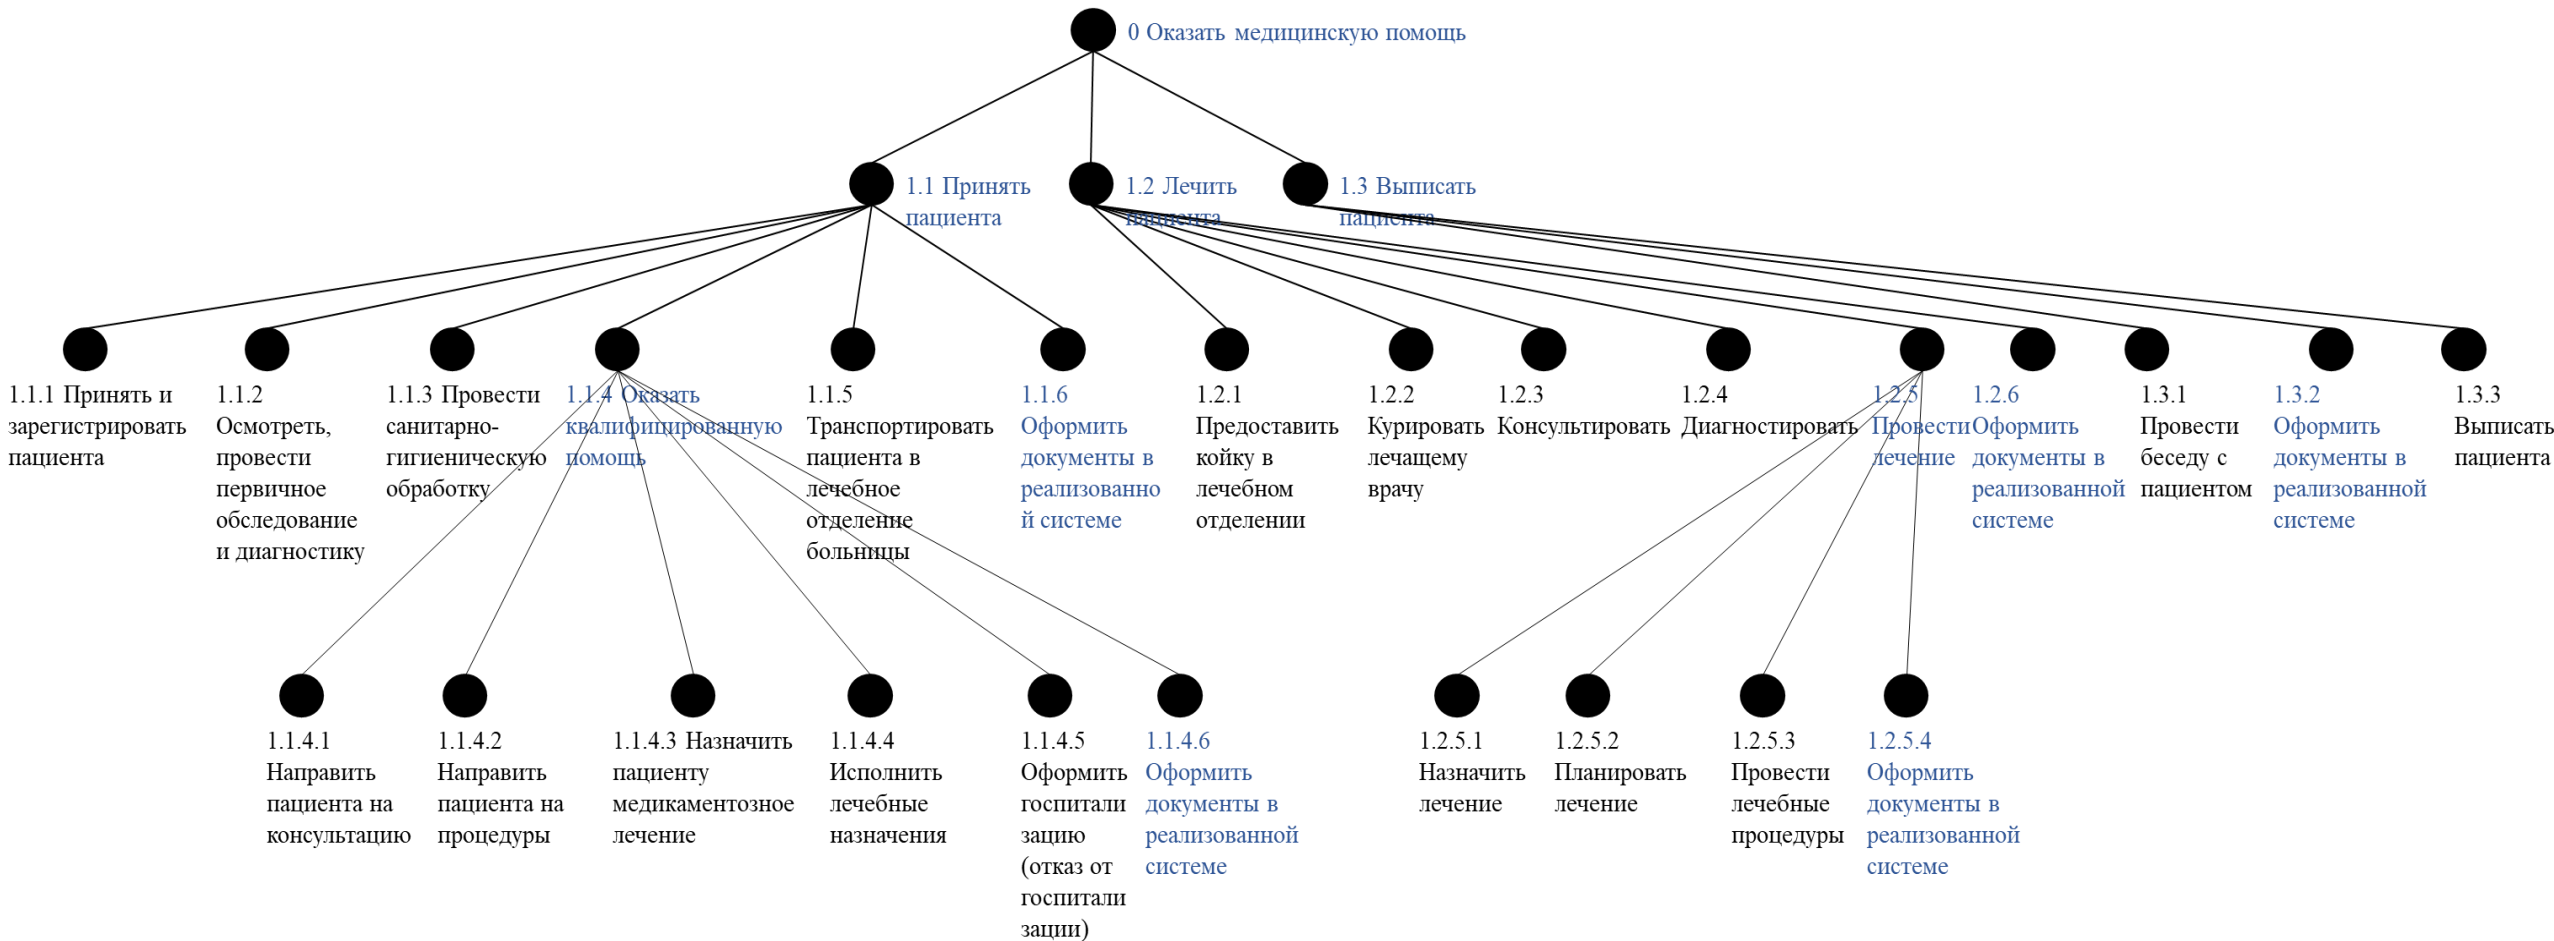 0 Оказать медицинскую помощь
1.1 Принять
пациента
1.2 Лечить
пациента
1.3 Выписать
пациента
1.1.1 Принять и
зарегистрировать
пациента
1.1.2
Осмотреть,
провести
первичное
обследование
и диагностику
1.1.3 Провести
санитарно-
гигиеническую
обработку
1.1.4 Оказать
квалифицированную
помощь
1.1.5
Транспортировать
пациента в
лечебное
отделение
больницы
1.1.6
Оформить
документы в
реализованно
й системе
1.2.1
Предоставить
койку в
лечебном
отделении
1.2.2
Курировать
лечащему
врачу
1.2.3
Консультировать
1.2.4
Диагностировать
1.2.5
Провести
лечение
1.2.6
Оформить
документы в
реализованной
системе
1.3.1
Провести
беседу с
пациентом
1.3.2
Оформить
документы в
реализованной
системе
1.3.3
Выписать
пациента
1.1.4.1
Направить
пациента на
консультацию
1.1.4.2
Направить
пациента на
процедуры
1.1.4.3 Назначить
пациенту
медикаментозное
лечение
1.1.4.4
Исполнить
лечебные
назначения
1.1.4.5
Оформить
госпитали
зацию
(отказ от
госпитали
зации)
1.1.4.6
Оформить
документы в
реализованной
системе
1.2.5.1
Назначить
лечение
1.2.5.2
Планировать
лечение
1.2.5.3
Провести
лечебные
процедуры
1.2.5.4
Оформить
документы в
реализованной
системе